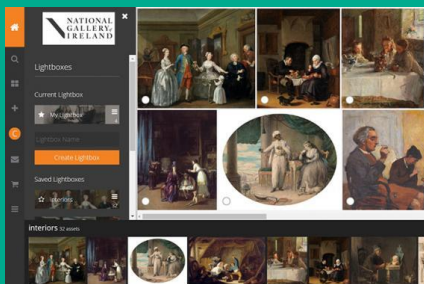 NATIONAL
GALLERY of
IRELAND
Lightboxes
Current Lightbox
My Lightbox
Lightbox Name
Create Lightbox
Saved Lightboxes
Interiors
interiors 32 assets